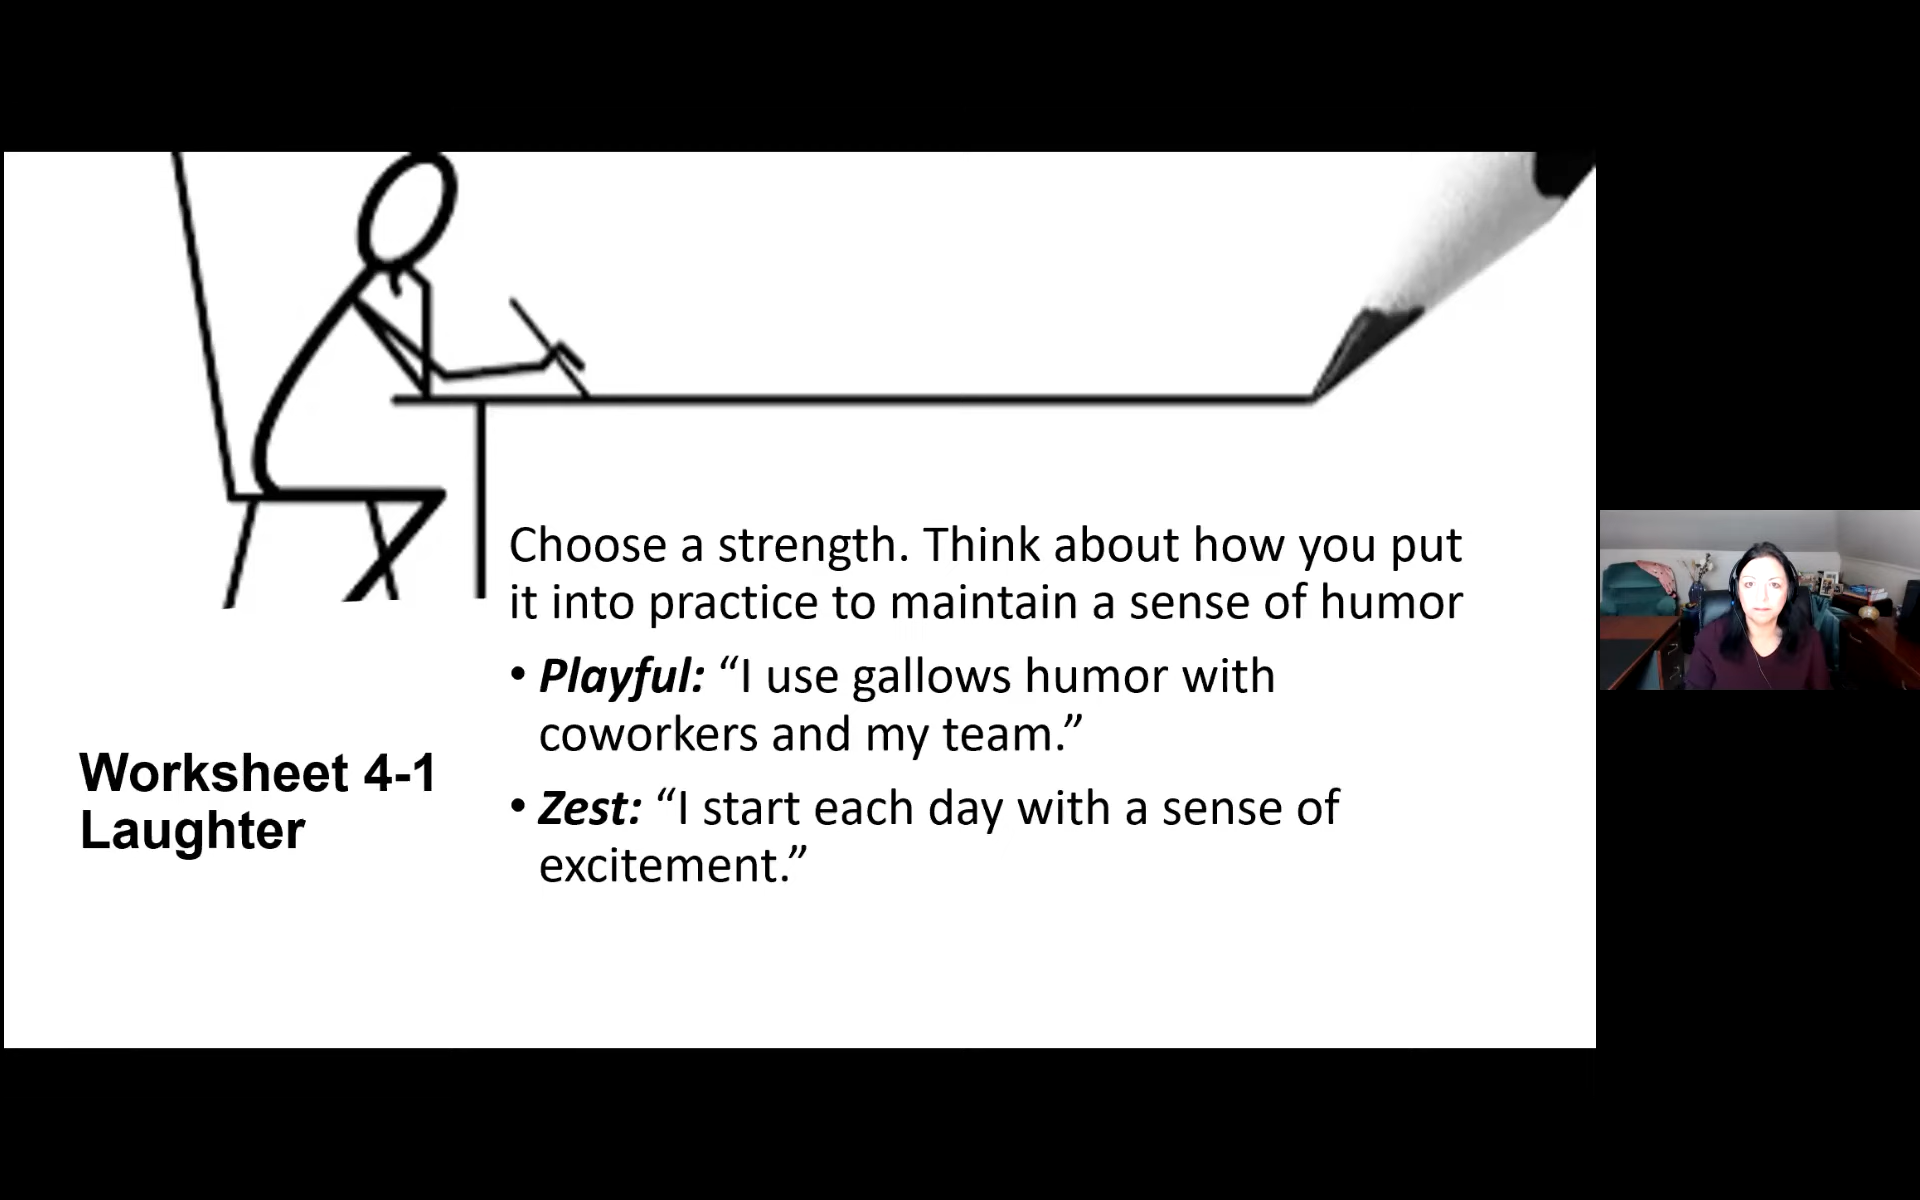 Choose a strength. Think about how you put
it into practice to maintain a sense of humor
• Playful: “I use gallows humor with
coworkers and my team.”
• Zest: “I start each day with a sense of
excitement.”
Worksheet 4-1
Laughter